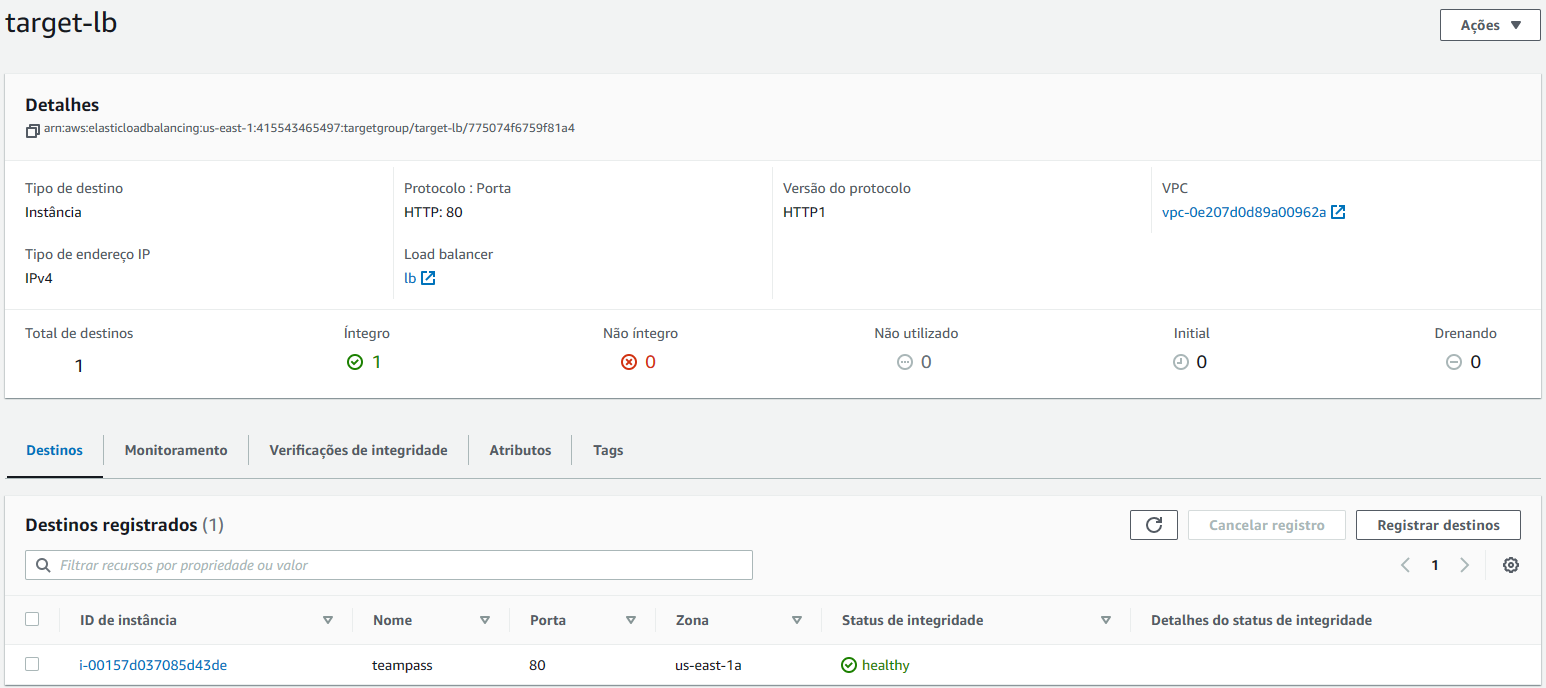 target-lb
Ações
Detalhes
arn:aws:elasticloadbalancing:us-east-1:415543465497:targetgroup/target-lb/775074f6759f81a4
Tipo de destino
Instância
Protocolo : Porta
HTTP: 80
Versão do protocolo
HTTP1
VPC
vpc-0e207d0d89a00962a
Tipo de endereço IP
IPv4
Load balancer
lb
Total de destinos
1
Íntegro
1
Não íntegro
0
Não utilizado
0
Initial
0
Drenando
0
Destinos
Monitoramento
Verificações de integridade
Atributos
Tags
Destinos registrados (1)
Cancelar registro
Registrar destinos
Filtrar recursos por propriedade ou valor
1
ID de instância
Nome
Porta
Zona
Status de integridade
Detalhes do status de integridade
i-00157d037085d43de
teampass
80
us-east-1a
healthy